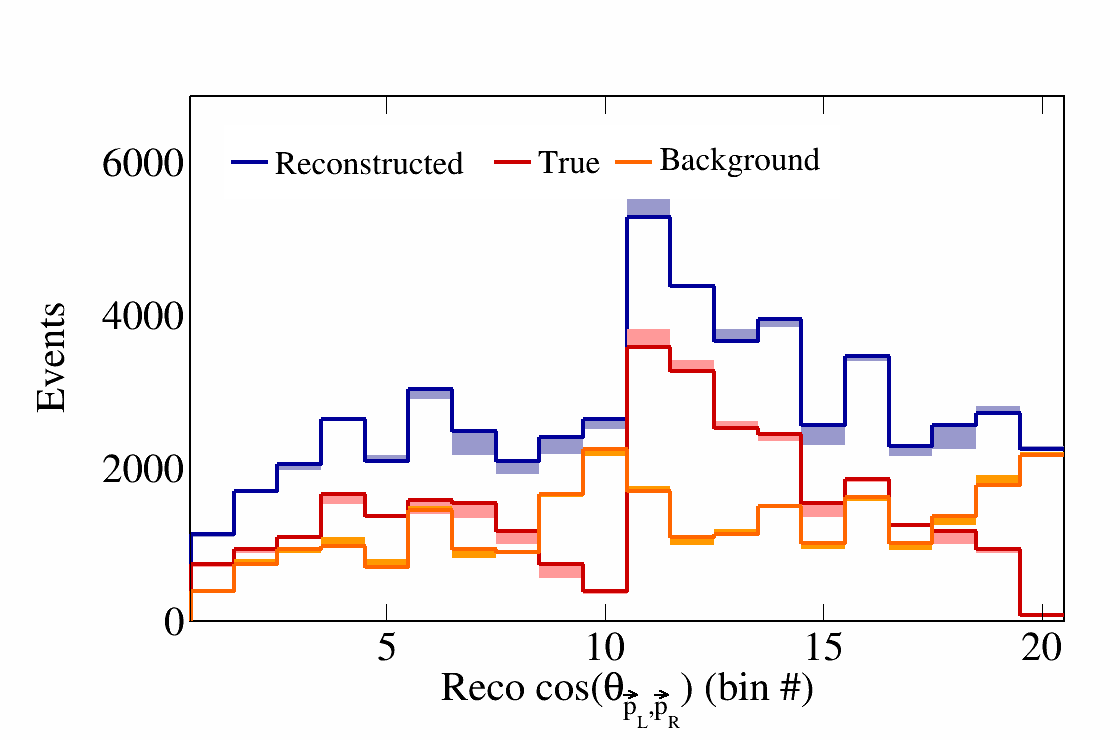 Reconstructed True Background
6000
4000
2000
0
Events
5 10 15 20
Reco cos(θp⃗L,p⃗R) (bin #)